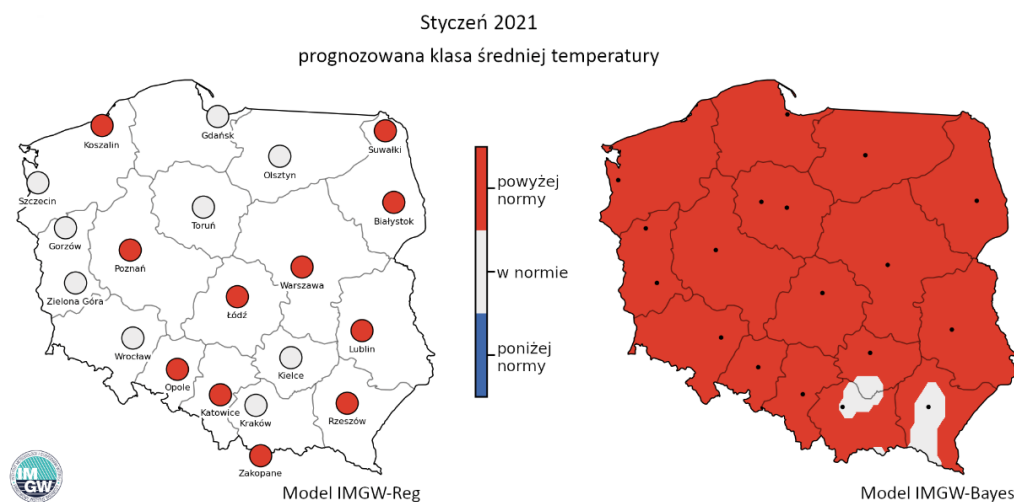 Styczeń 2021
prognozowana klasa średniej temperatury
Koszalin
Gdańsk
Suwałki
Olsztyn
Szczecin
Białystok
Toruń
Gorzów
Poznań
Warszawa
Zielona Góra
Łódź
Wrocław
Lublin
Opole
Kielce
Katowice
Kraków
Rzeszów
Zakopane
powyżej
normy
w normie
poniżej
normy
IM
GW
Model IMGW-Reg
Model IMGW-Bayes